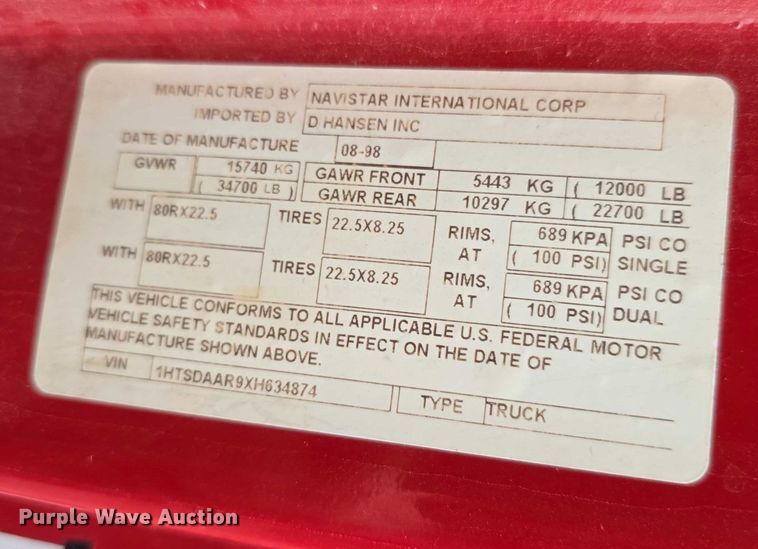 MANUFACTURED BY NAVISTAR INTERNATIONAL CORP
IMPORTED BY D HANSEN INC
DATE OF MANUFACTURE 08-98
GVWR 15740 KG GAWR FRONT 5443 KG ( 12000 LB
( 34700 LB ) GAWR REAR 10297 KG ( 22700 LB
WITH 80RX22.5 TIRES 22.5X8.25 RIMS, 689 KPA PSI CO
AT ( 100 PSI) SINGLE
WITH 80RX22.5 TIRES 22.5X8.25 RIMS, 689 KPA PSI CO
AT ( 100 PSI) DUAL
THIS VEHICLE CONFORMS TO ALL APPLICABLE U.S. FEDERAL MOTOR
VEHICLE SAFETY STANDARDS IN EFFECT ON THE DATE OF
MANUFACTURE SHOWN ABOVE.
VIN 1HTSDAAR9XH634874 TYPE TRUCK
Purple Wave Auction